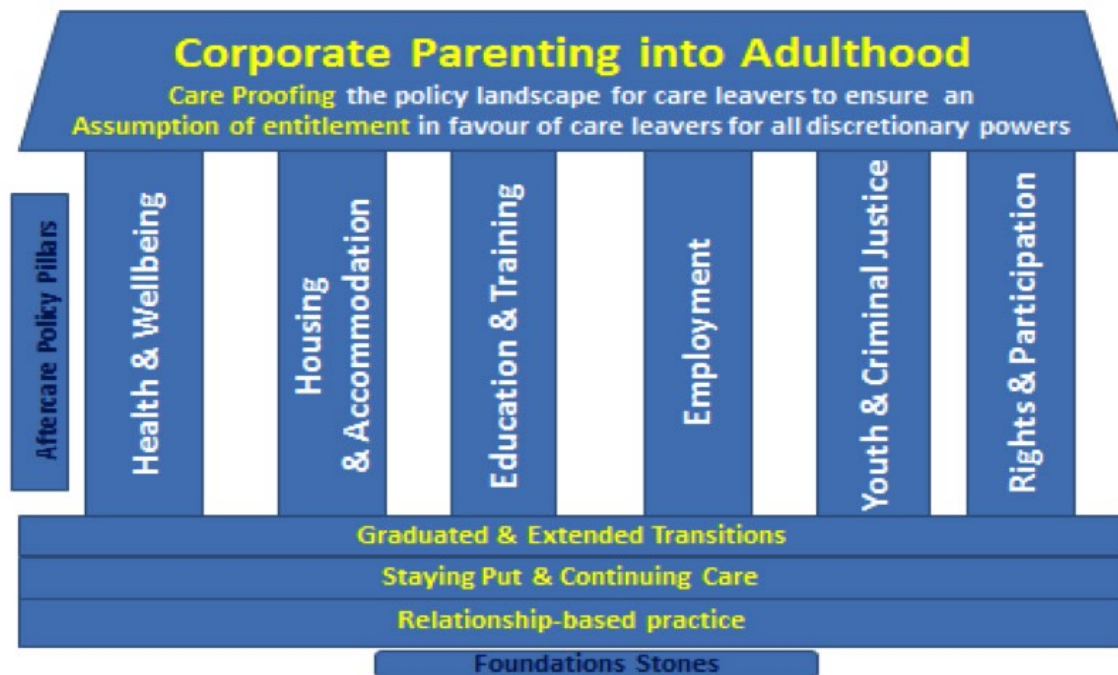 Corporate Parenting into Adulthood
Care Proofing the policy landscape for care leavers to ensure an
Assumption of entitlement in favour of care leavers for all discretionary powers
Aftercare Policy Pillars
Health & Wellbeing
Housing
& Accommodation
Education & Training
Employment
Youth & Criminal Justice
Rights & Participation
Graduated & Extended Transitions
Staying Put & Continuing Care
Relationship-based practice
Foundations Stones